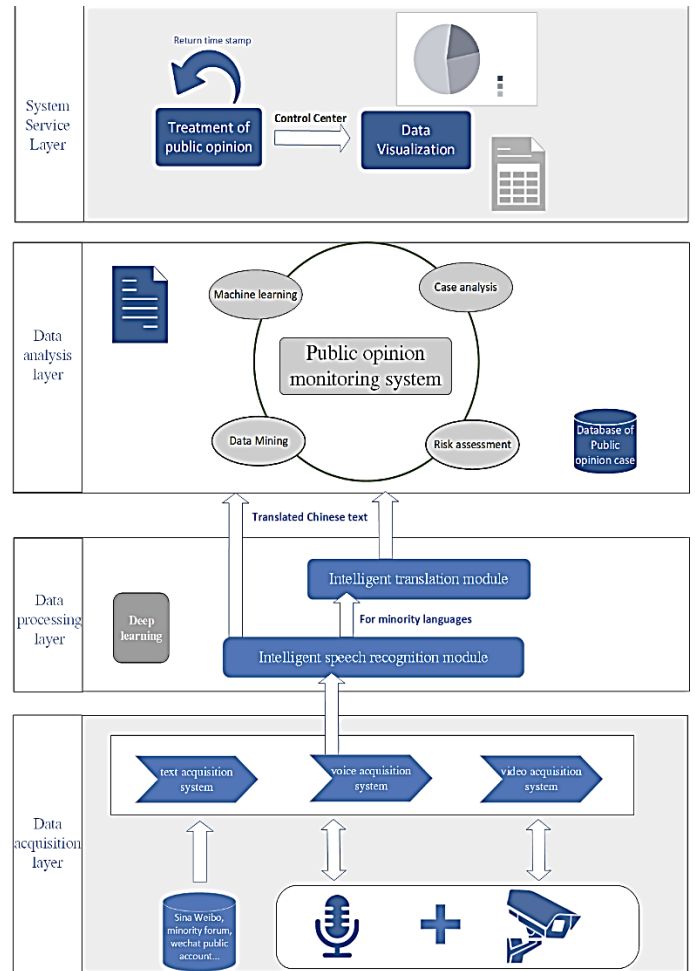 System
Service
Layer
Return time stamp
Treatment of
public opinion
Control Center
Data
Visualization
Data
analysis
layer
Machine learning
Case analysis
Public opinion
monitoring system
Data Mining
Risk assessment
Database of
Public
opinion case
Translated Chinese text
Data
processing
layer
Deep
learning
Intelligent translation module
For minority languages
Intelligent speech recognition module
Data
acquisition
layer
text acquisition
system
voice acquisition
system
video acquisition
system
Sina Weibo,
minority forum,
wechat public
account...